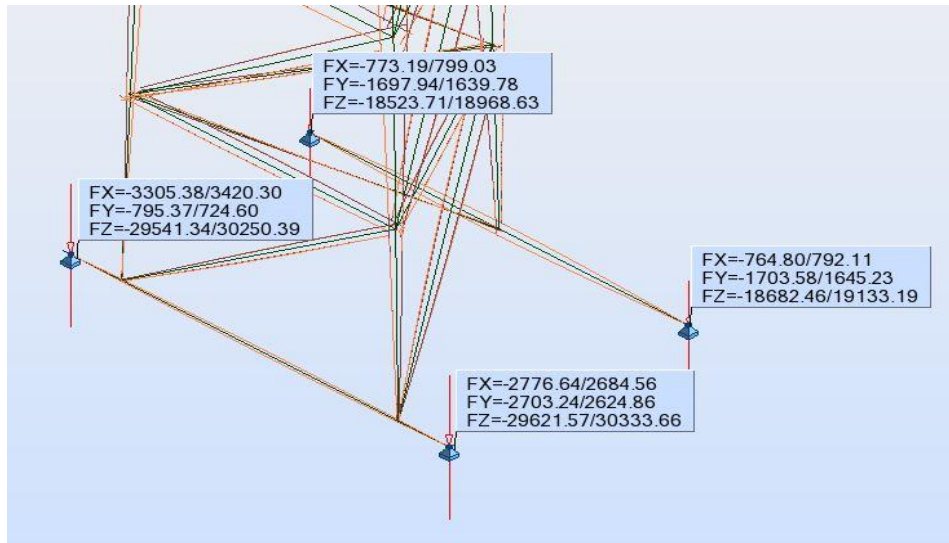 FX=-773.19/799.03
FY=-1697.94/1639.78
FZ=-18523.71/18968.63
FX=-3305.38/3420.30
FY=-795.37/724.60
FZ=-29541.34/30250.39
FX=-764.80/792.11
FY=-1703.58/1645.23
FZ=-18682.46/19133.19
FX=-2776.64/2684.56
FY=-2703.24/2624.86
FZ=-29621.57/30333.66